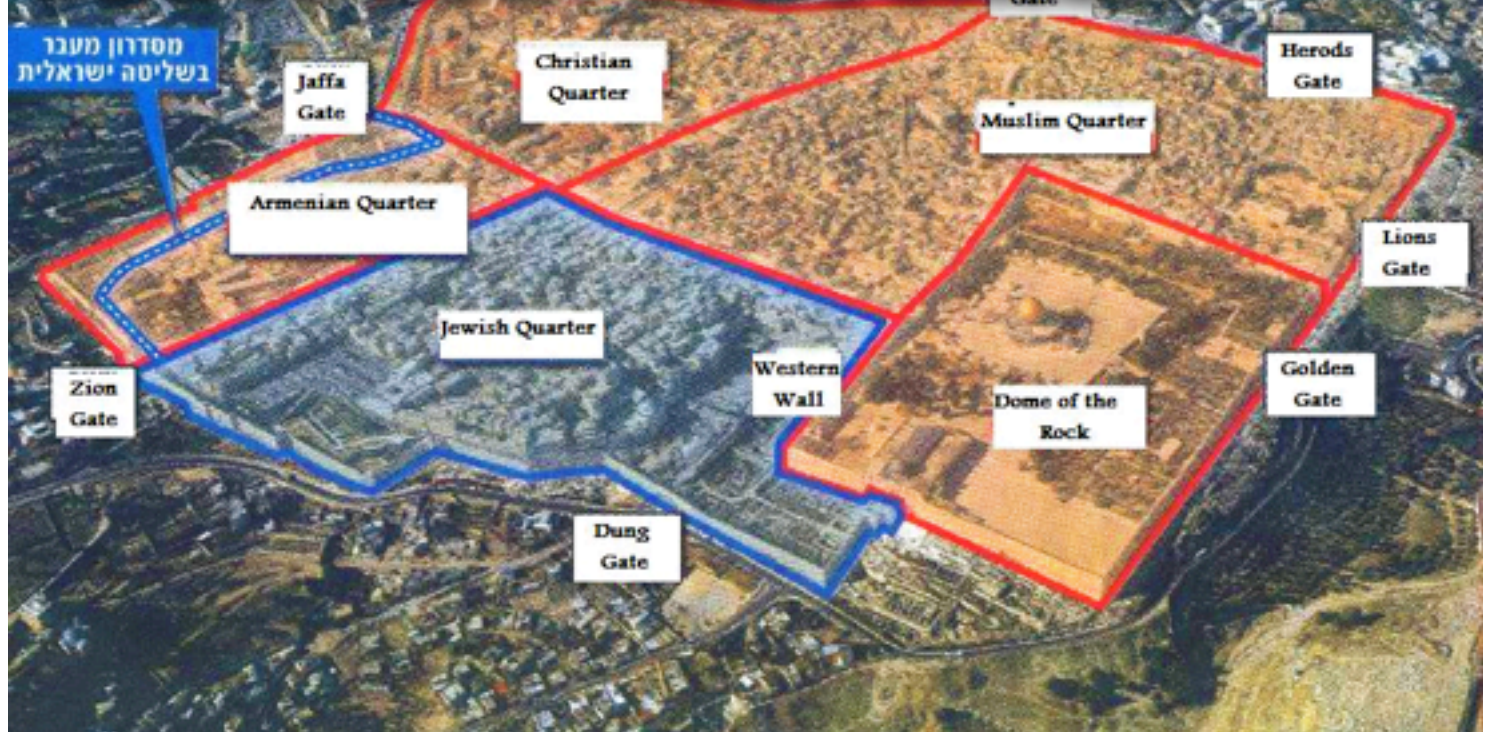 Gate
מסדרון מעבר
בשליטה ישראלית
Jaffa
Gate
Christian
Quarter
Herods
Gate
Muslim Quarter
Armenian Quarter
Lions
Gate
Jewish Quarter
Western
Wall
Zion
Gate
Golden
Gate
Dome of the
Rock
Dung
Gate